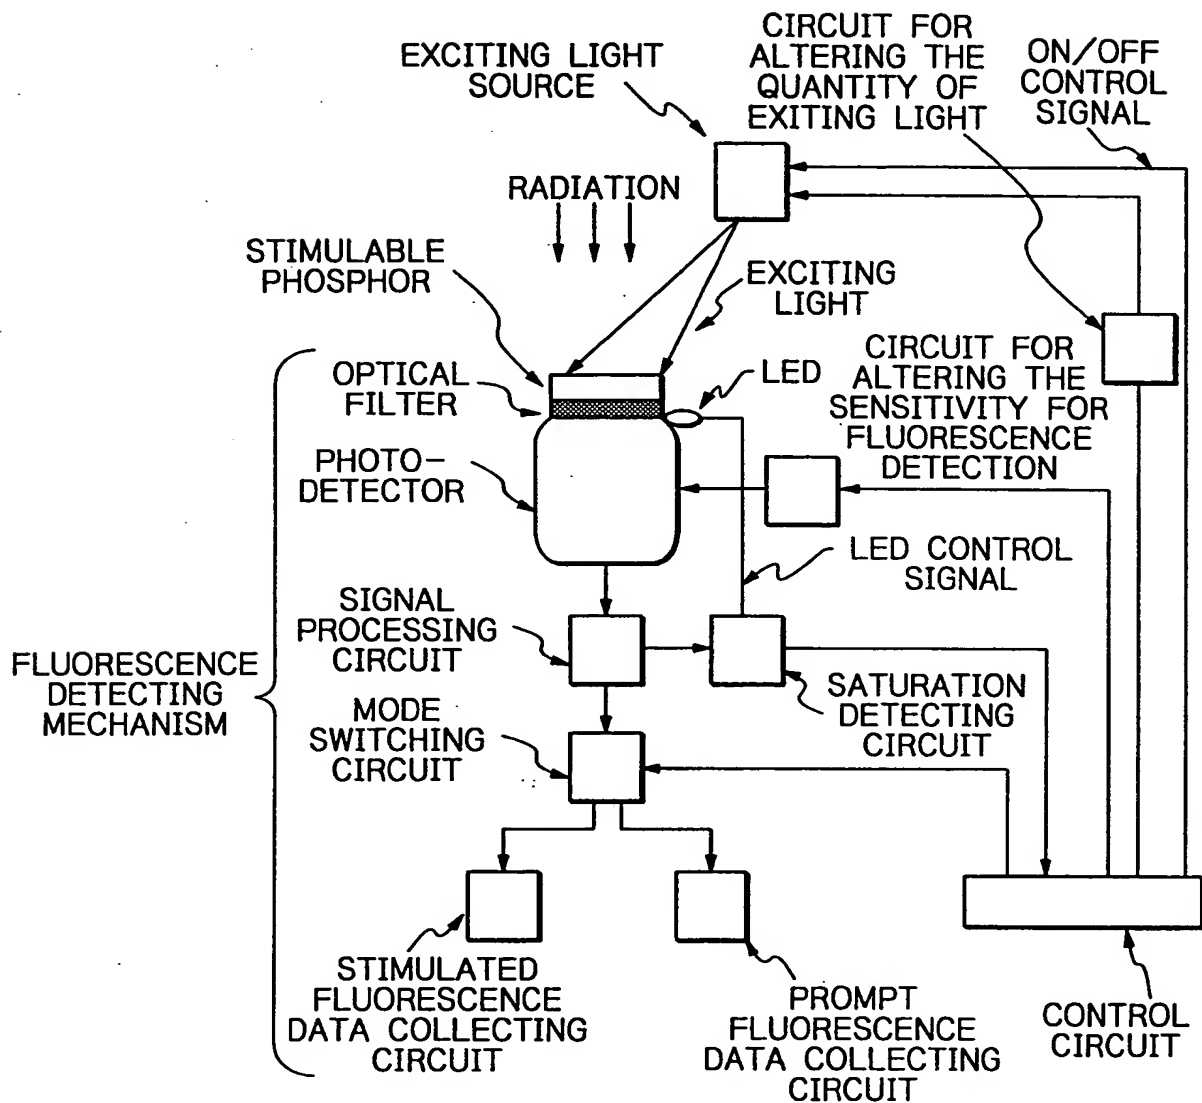 EXCITING LIGHT
SOURCE
CIRCUIT FOR
ALTERING THE
QUANTITY OF
EXITING LIGHT
ON/OFF
CONTROL
SIGNAL
RADIATION
STIMULABLE
PHOSPHOR
EXCITING
LIGHT
OPTICAL
FILTER
LED
CIRCUIT FOR
ALTERING THE
SENSITIVITY FOR
FLUORESCENCE
DETECTION
PHOTO-
DETECTOR
LED CONTROL
SIGNAL
SIGNAL
PROCESSING
CIRCUIT
FLUORESCENCE
DETECTING
MECHANISM
SATURATION
DETECTING
CIRCUIT
MODE
SWITCHING
CIRCUIT
STIMULATED
FLUORESCENCE
DATA COLLECTING
CIRCUIT
PROMPT
FLUORESCENCE
DATA COLLECTING
CIRCUIT
CONTROL
CIRCUIT